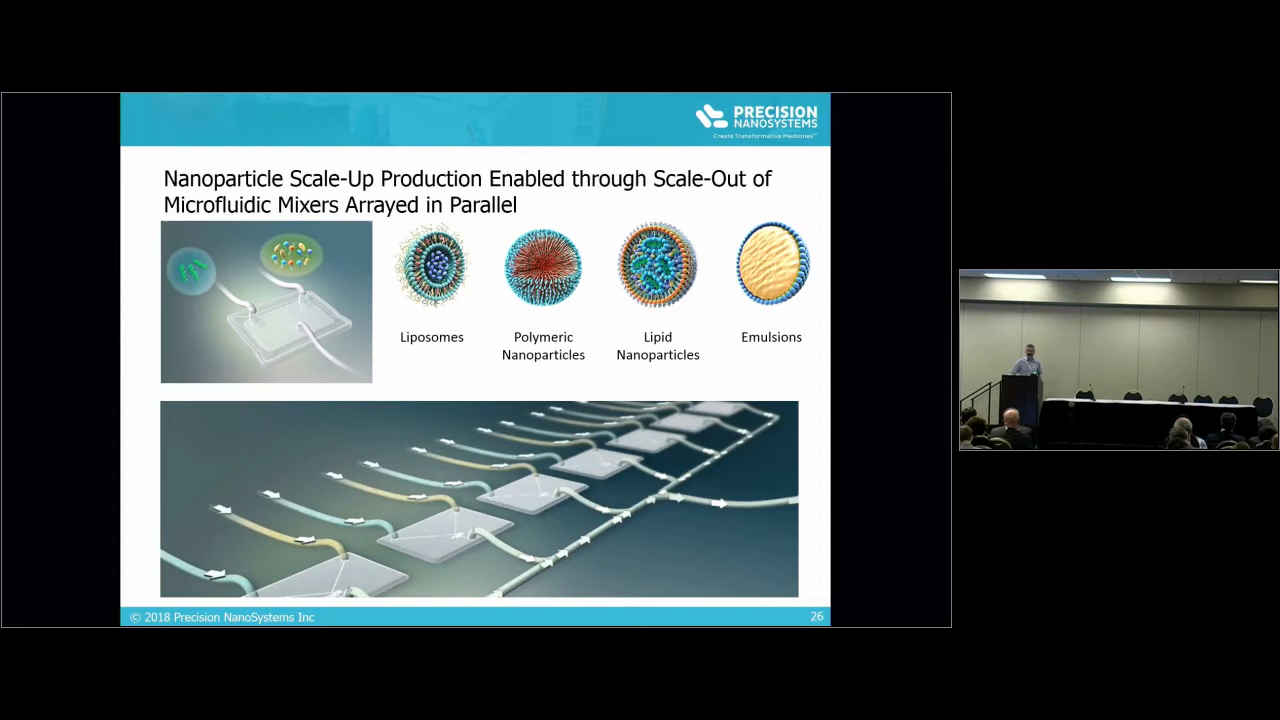 PRECISION
NANOSYSTEMS
Create Transformative Medicines™
Nanoparticle Scale-Up Production Enabled through Scale-Out of
Microfluidic Mixers Arrayed in Parallel
Liposomes
Polymeric
Nanoparticles
Lipid
Nanoparticles
Emulsions
© 2018 Precision NanoSystems Inc
26